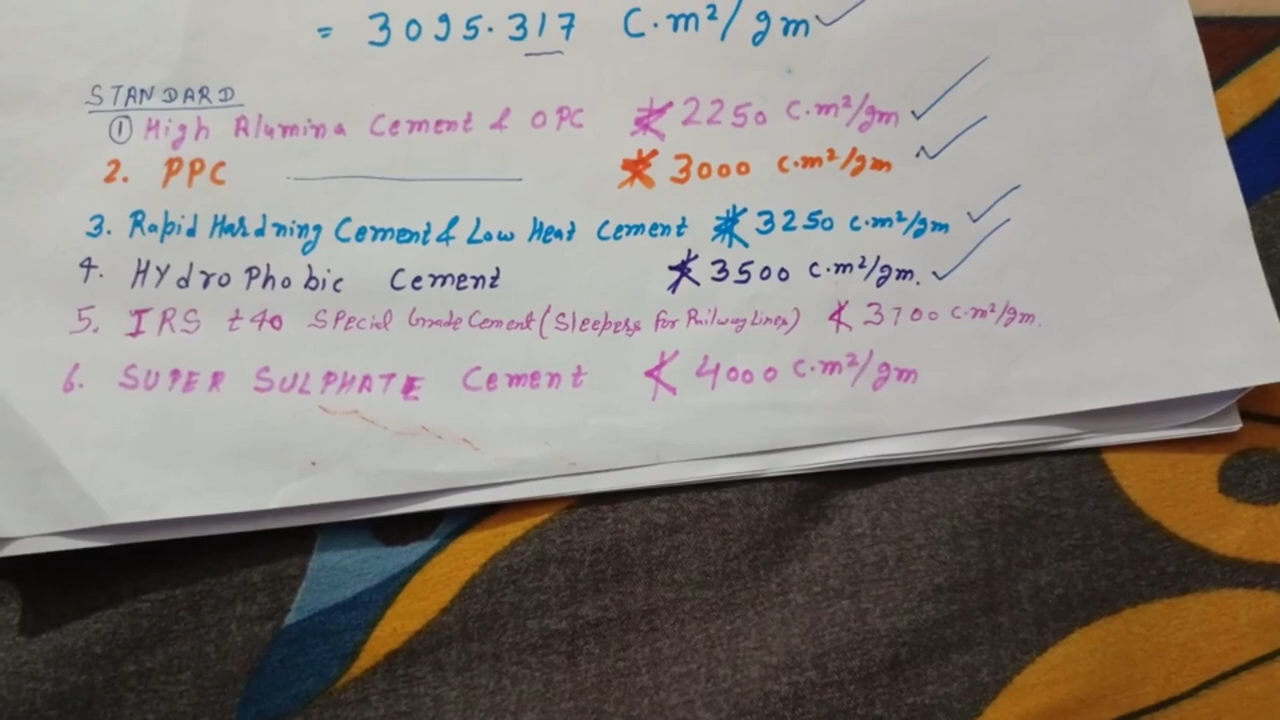 = 3095.317 C.m²/gm
STANDARD
① High Alumina Cement & OPC ≮ 2250 C.m²/gm
2. PPC ≮ 3000 C.m²/gm
3. Rapid Hardning Cement & Low Heat Cement ≮ 3250 C.m²/gm
4. HYdroPhobic Cement ≮ 3500 C.m²/gm.
5. IRS t40 SPecial Grade Cement (Sleepers for Railway Lines) ≮ 3700 C.m²/gm.
6. SUPER SULPHATE Cement ≮ 4000 C.m²/gm